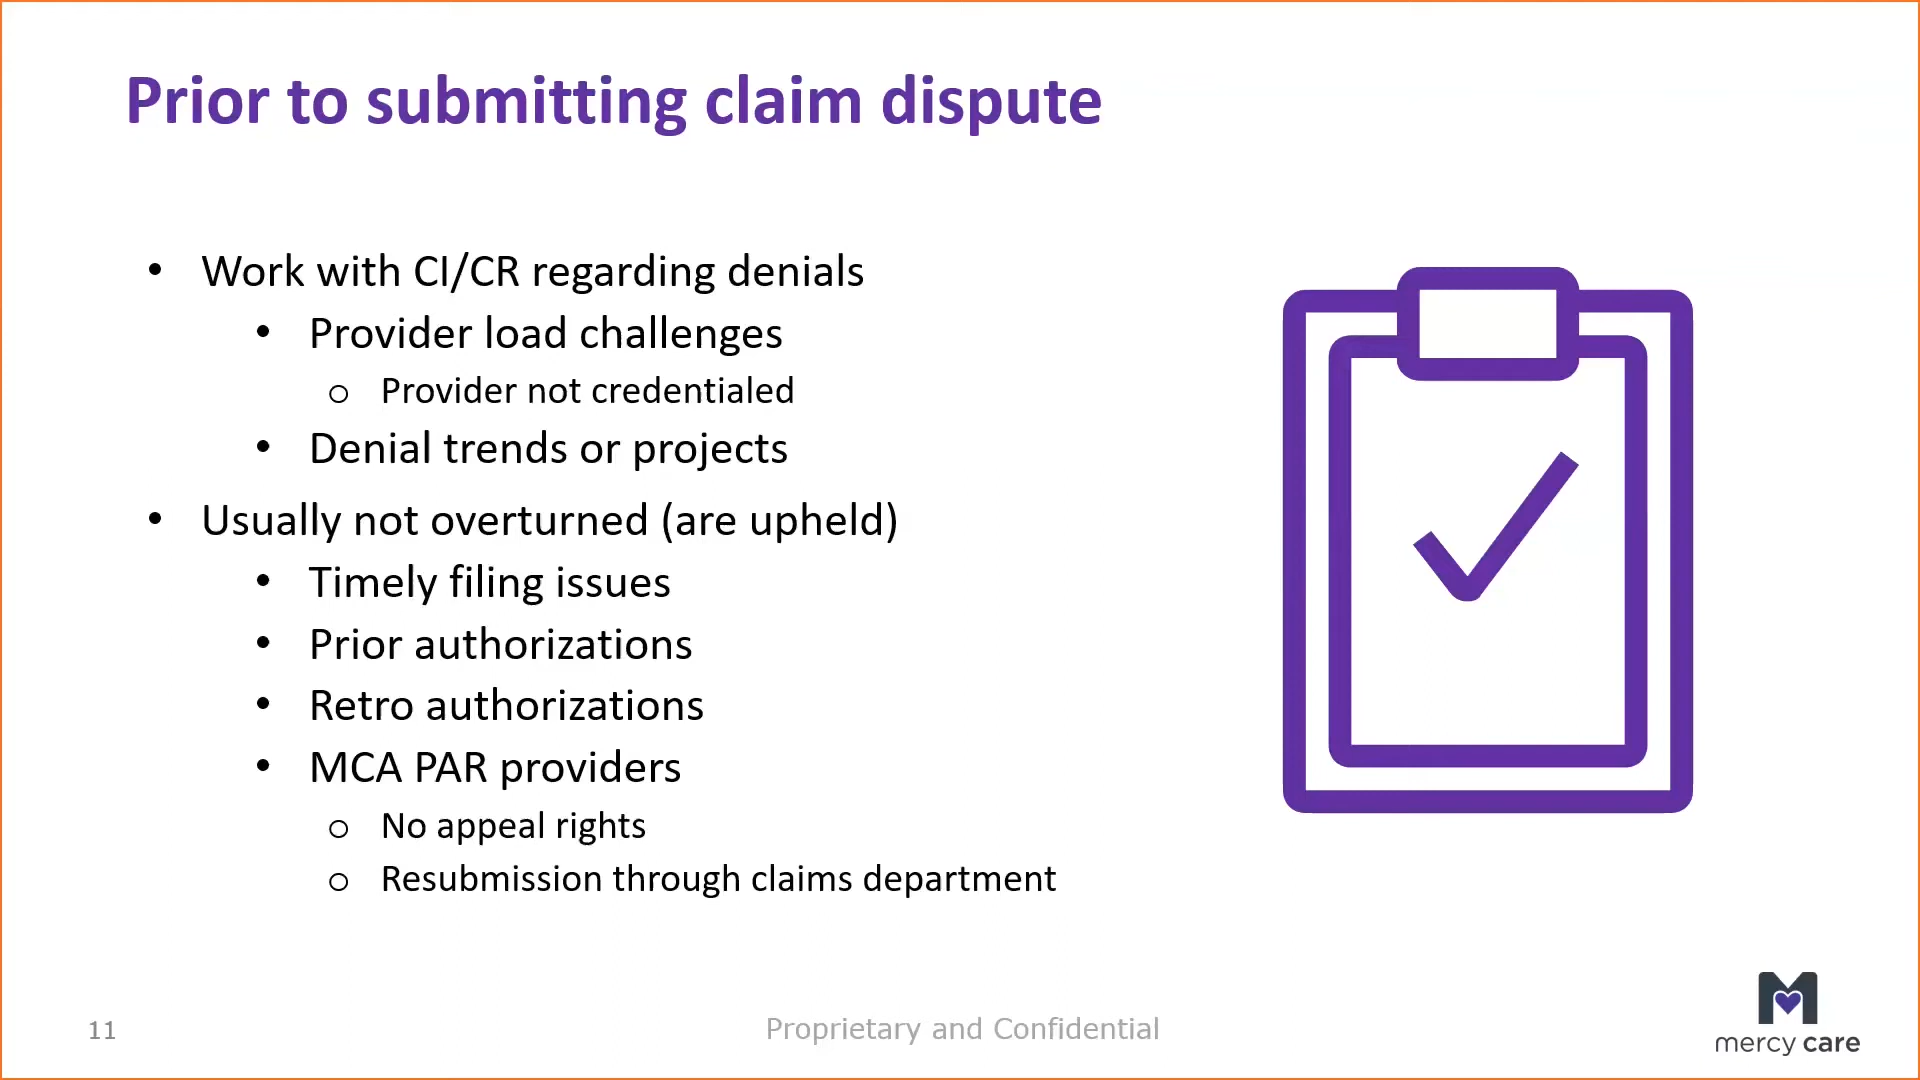 Prior to submitting claim dispute
• Work with CI/CR regarding denials
• Provider load challenges
o Provider not credentialed
• Denial trends or projects
• Usually not overturned (are upheld)
• Timely filing issues
• Prior authorizations
• Retro authorizations
• MCA PAR providers
o No appeal rights
o Resubmission through claims department
11
Proprietary and Confidential
M
mercy care